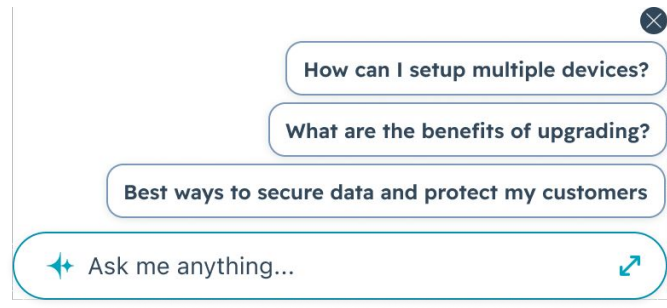 How can I setup multiple devices?
What are the benefits of upgrading?
Best ways to secure data and protect my customers
Ask me anything...